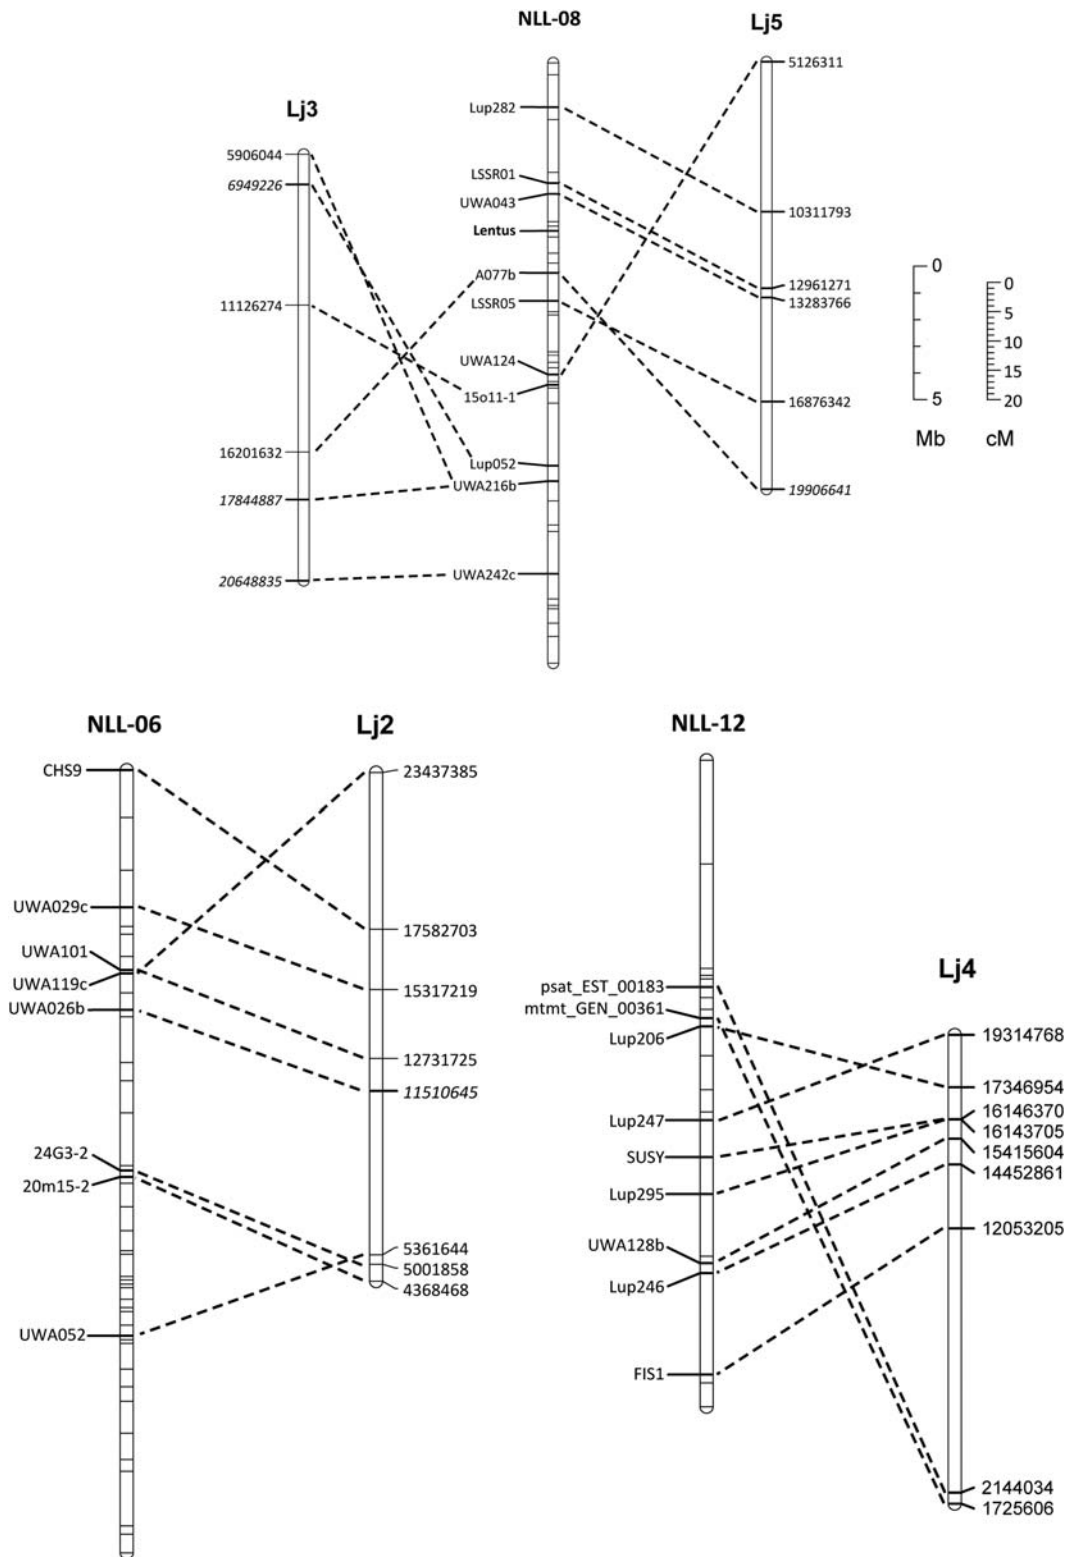 NLL-08
Lj5
Lj3
5126311
Lup282
5906044
6949226
LSSR01
UWA043
10311793
Lentus
A077b
12961271
13283766
11126274
LSSR05
UWA124
15o11-1
16876342
16201632
Lup052
UWA216b
17844887
19906641
UWA242c
20648835
0
5
Mb
0
5
10
15
20
cM
NLL-06
Lj2
CHS9
23437385
UWA029c
17582703
UWA101
UWA119c
15317219
UWA026b
12731725
11510645
24G3-2
20m15-2
5361644
5001858
4368468
UWA052
NLL-12
Lj4
psat_EST_00183
mtmt_GEN_00361
Lup206
19314768
17346954
16146370
Lup247
16143705
SUSY
15415604
14452861
Lup295
12053205
UWA128b
Lup246
FIS1
2144034
1725606